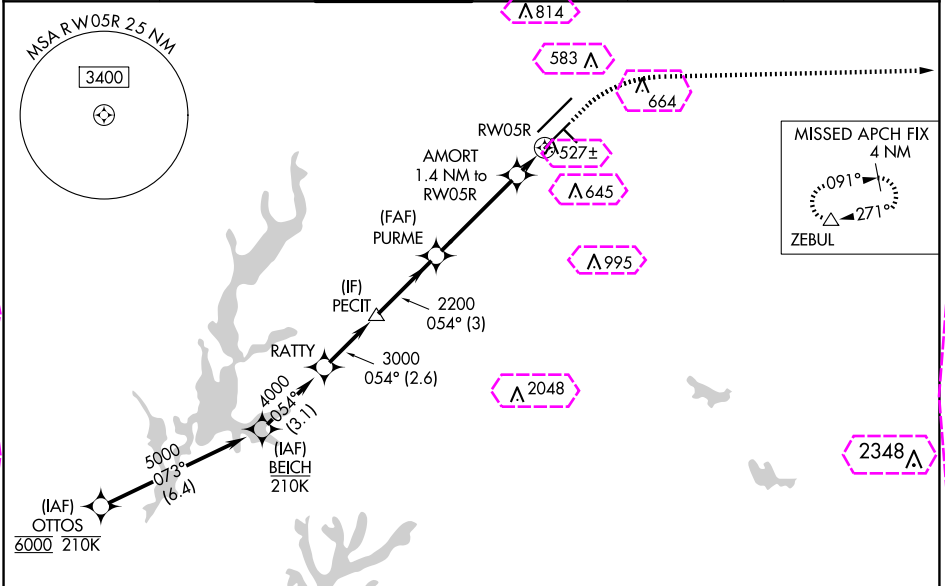 MSA RW05R 25 NM
3400
814
583
664
RW05R
527±
AMORT
1.4 NM to
RW05R
645
MISSED APCH FIX
4 NM
091°
271°
ZEBUL
(FAF)
PURME
995
(IF)
PECIT
2200
054° (3)
RATTY
3000
054° (2.6)
4000
054°
(3.1)
2048
(IAF)
BEICH
210K
5000
073°
(6.4)
2348
(IAF)
OTTOS
6000 210K